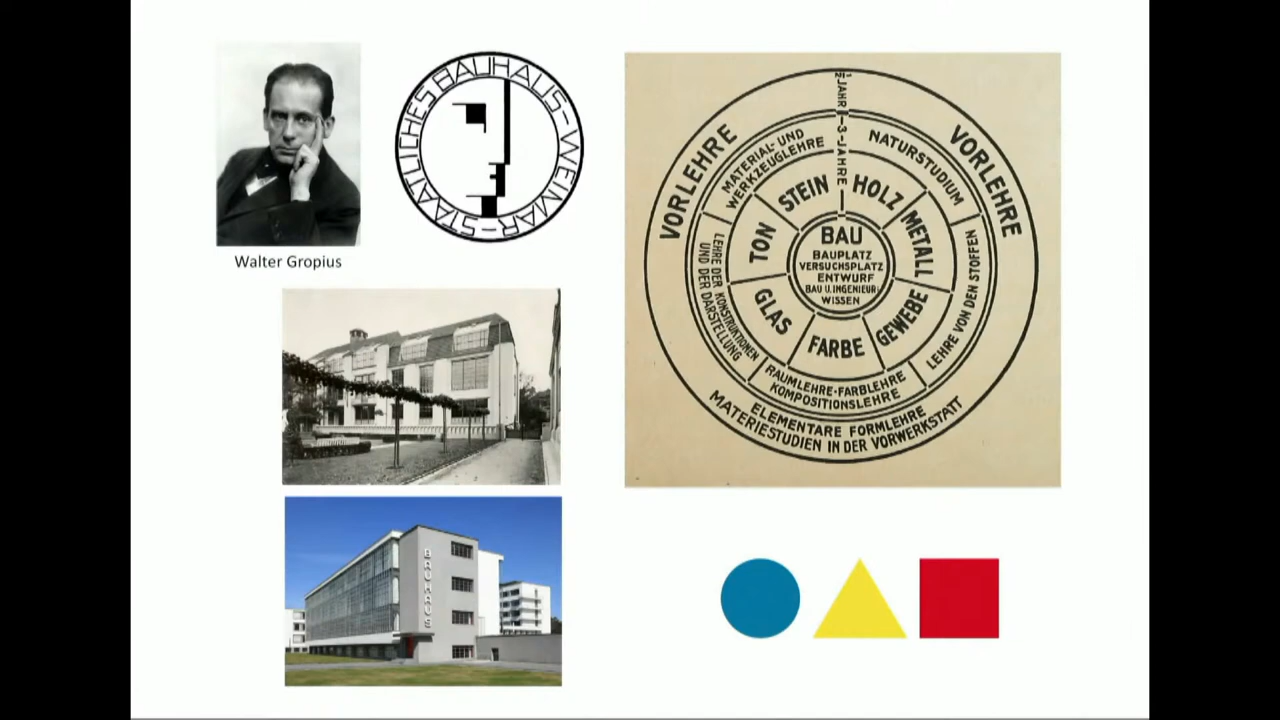 STAATLICHES BAUHAUS-WEIMAR-
Walter Gropius
BAUHAUS
VORLEHRE
VORLEHRE
½ JAHR
3-JAHRE
MATERIAL- UND
WERKZEUGLEHRE
NATURSTUDIUM
LEHRE VON DEN STOFFEN
RAUMLEHRE-FARBLEHRE
KOMPOSITIONSLEHRE
LEHRE DER KONSTRUKTIONEN
UND DER DARSTELLUNG
STEIN
HOLZ
METALL
GEWEBE
FARBE
GLAS
TON
BAU
BAUPLATZ
VERSUCHSPLATZ
ENTWURF
BAU U. INGENIEUR-
WISSEN
ELEMENTARE FORMLEHRE
MATERIESTUDIEN IN DER VORWERKSTATT